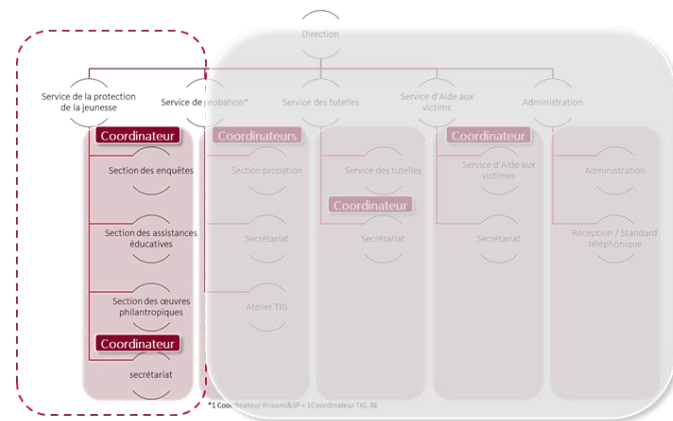 Direction
Service de la protection
de la jeunesse
Service de probation*
Service des tutelles
Service d'Aide aux
victims
Administration
Coordinateur
Section des enquêtes
Section des assistances
éducatives
Section des œuvres
philantropiques
Coordinateur
secrétariat
Coordinateurs
Section probation
Secrétariat
Atelier TIG
Service des tutelles
Coordinateur
Secrétariat
Coordinateur
Service d'Aide aux
victimes
Secrétariat
Administration
Réception / Standard
téléphonique
*1 Coordinateur Prisons&SP + 1Coordinateur TIG, BE